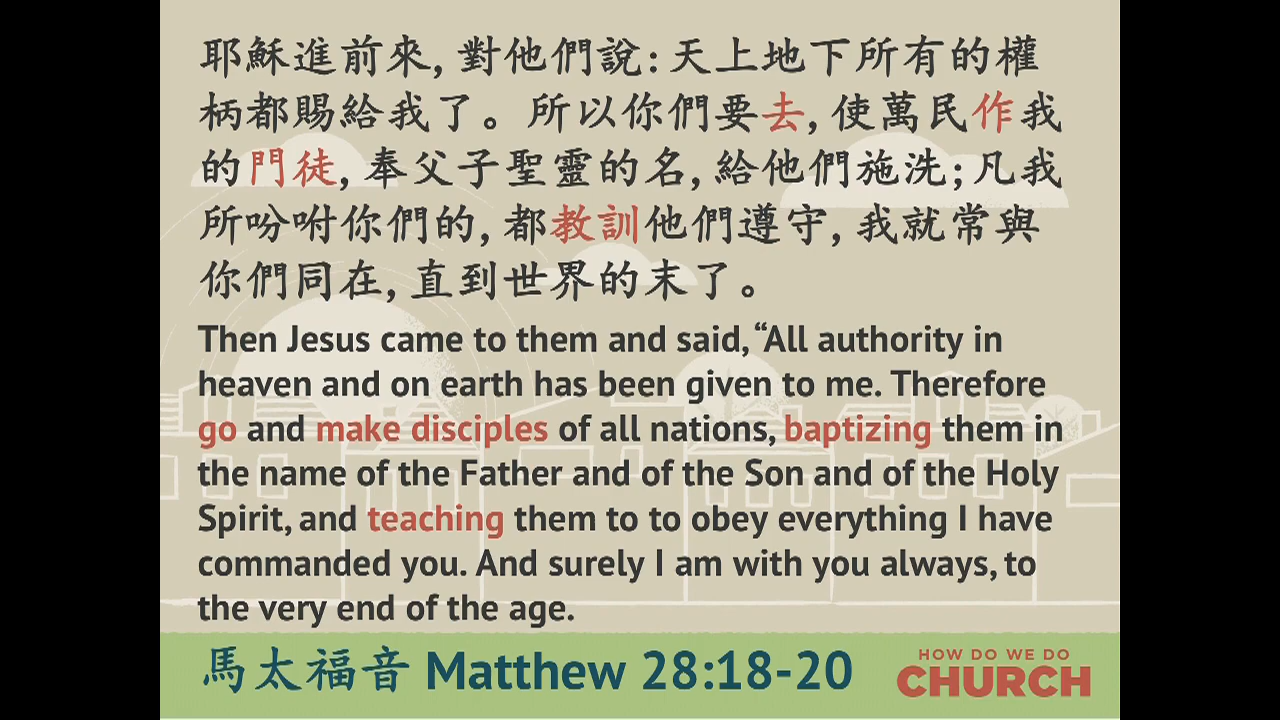 耶穌進前來, 對他們說: 天上地下所有的權
柄都賜給我了。所以你們要去, 使萬民作我
的門徒, 奉父子聖靈的名, 給他們施洗; 凡我
所吩咐你們的, 都教訓他們遵守, 我就常與
你們同在, 直到世界的末了。
Then Jesus came to them and said, “All authority in
heaven and on earth has been given to me. Therefore
go and make disciples of all nations, baptizing them in
the name of the Father and of the Son and of the Holy
Spirit, and teaching them to to obey everything I have
commanded you. And surely I am with you always, to
the very end of the age.
馬太福音 Matthew 28:18-20
HOW DO WE DO
CHURCH